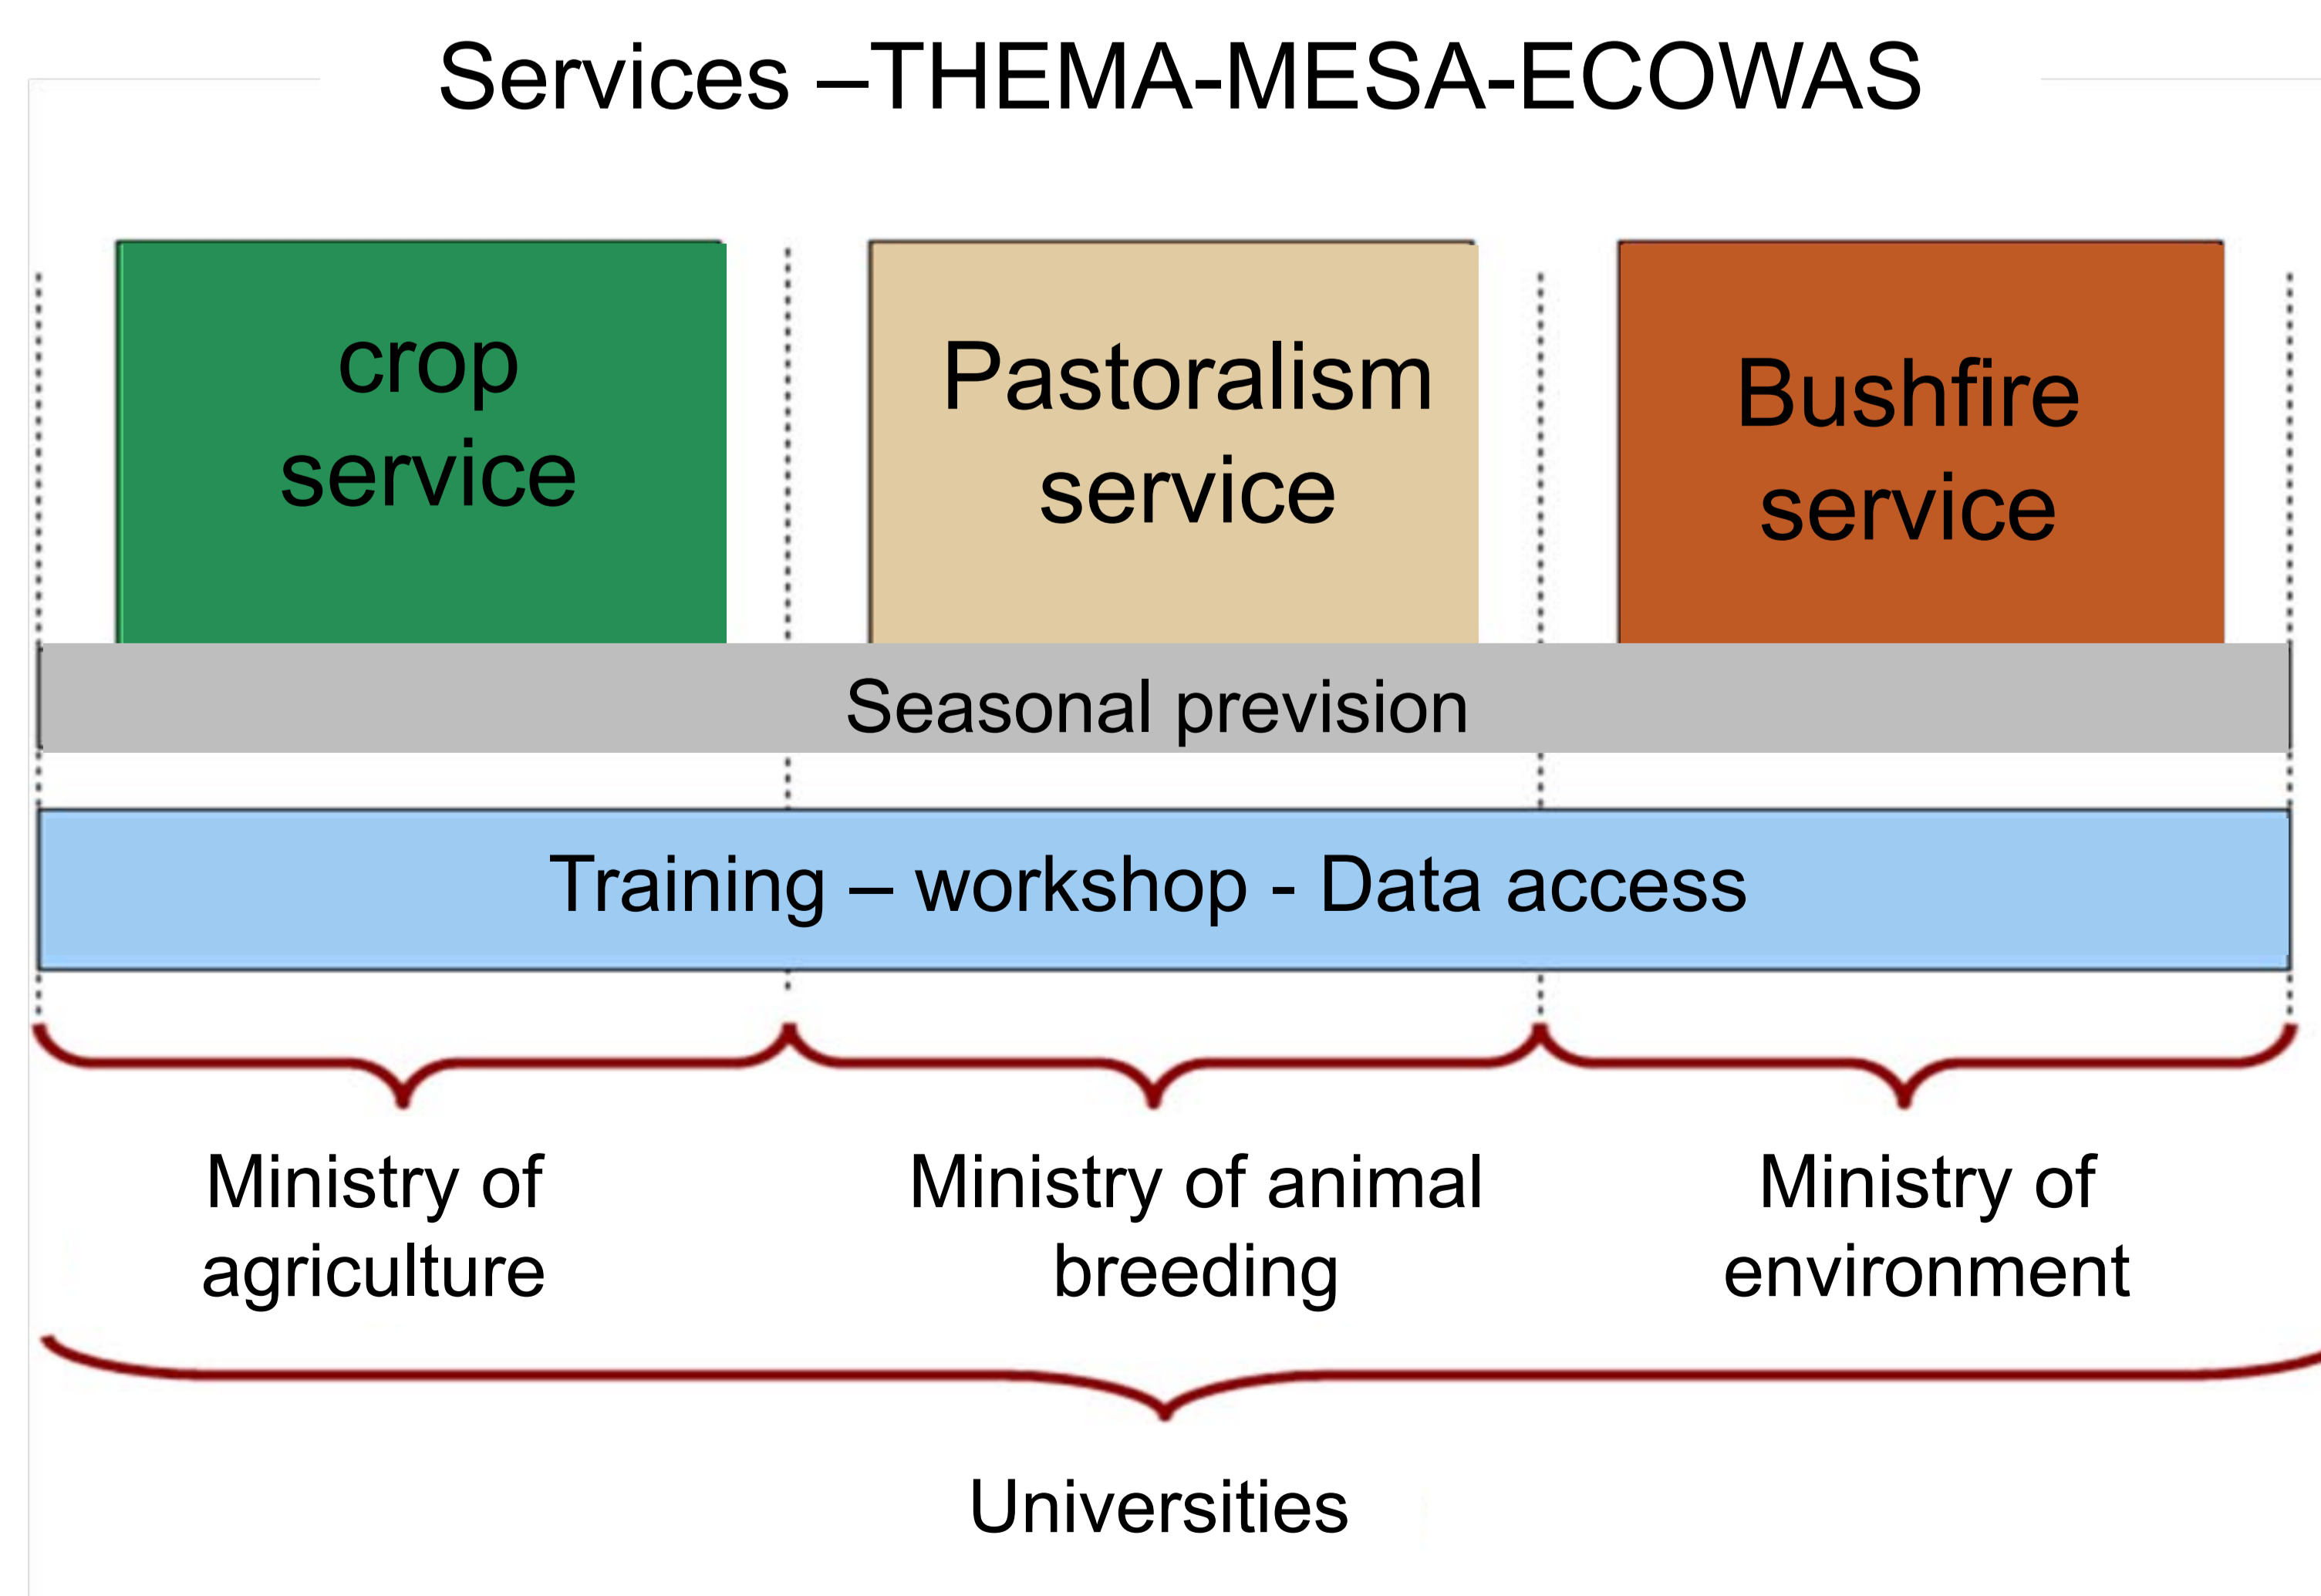 Services –THEMA-MESA-ECOWAS
crop
service
Pastoralism
service
Bushfire
service
Seasonal prevision
Training – workshop - Data access
Ministry of
agriculture
Ministry of animal
breeding
Ministry of
environment
Universities